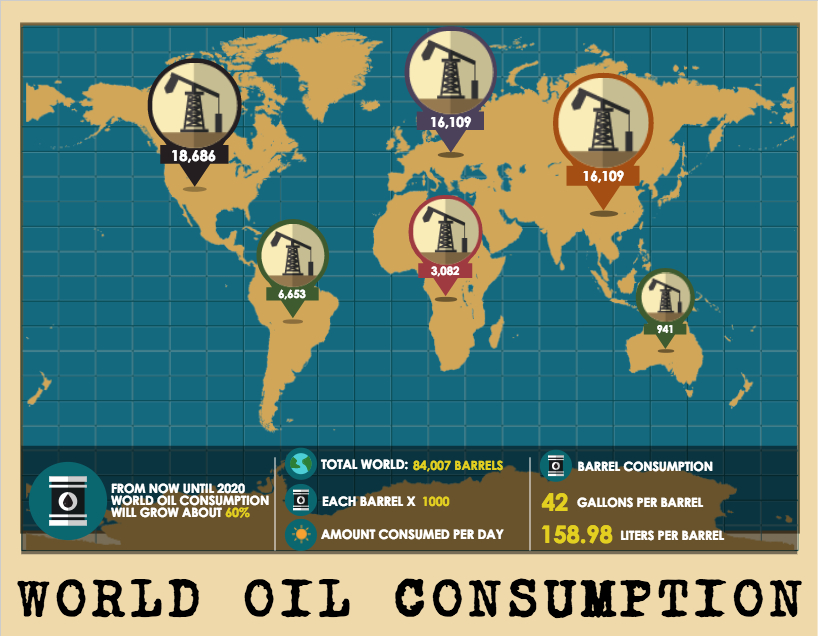 16,109
18,686
16,109
3,082
6,653
941
FROM NOW UNTIL 2020
WORLD OIL CONSUMPTION
WILL GROW ABOUT 60%
TOTAL WORLD: 84,007 BARRELS
EACH BARREL X 1000
AMOUNT CONSUMED PER DAY
BARREL CONSUMPTION
42 GALLONS PER BARREL
158.98 LITERS PER BARREL
WORLD OIL CONSUMPTION